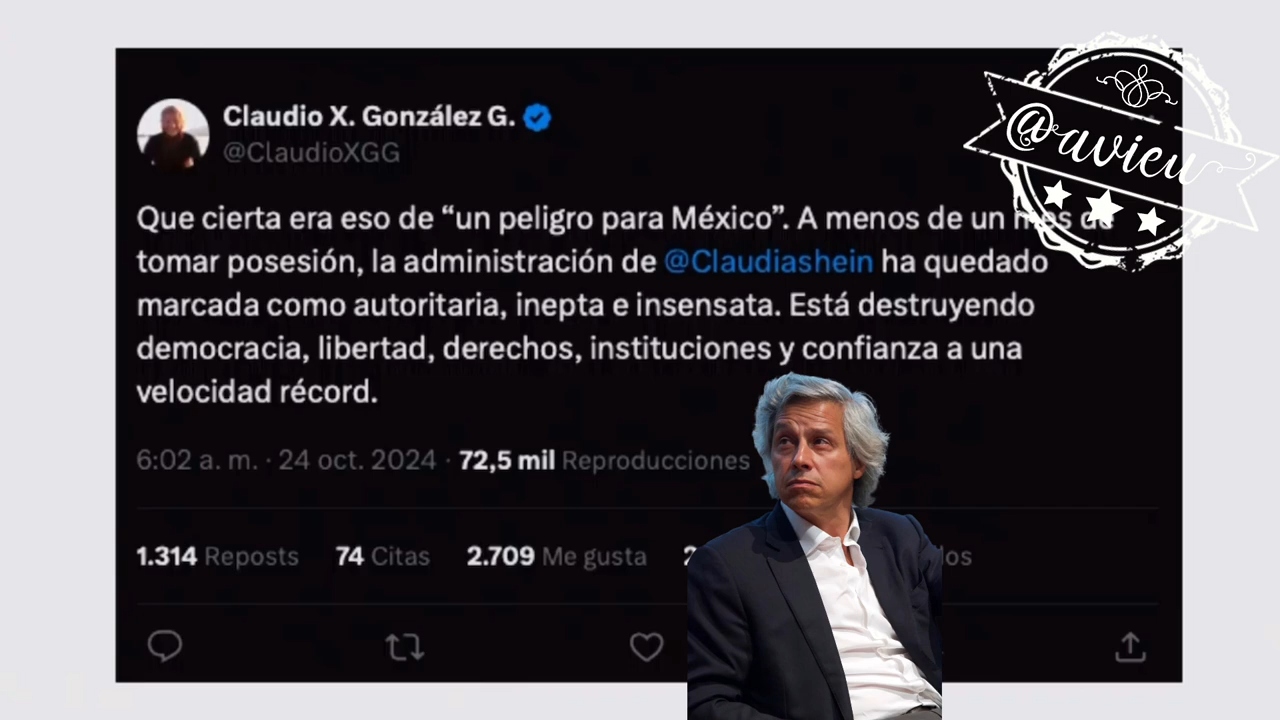 Claudio X. González G.
@ClaudioXGG
@avieu
Que cierta era eso de “un peligro para México”. A menos de un mes de
tomar posesión, la administración de @Claudiashein ha quedado
marcada como autoritaria, inepta e insensata. Está destruyendo
democracia, libertad, derechos, instituciones y confianza a una
velocidad récord.
6:02 a. m. · 24 oct. 2024 · 72,5 mil Reproducciones
1.314 Reposts 74 Citas 2.709 Me gusta